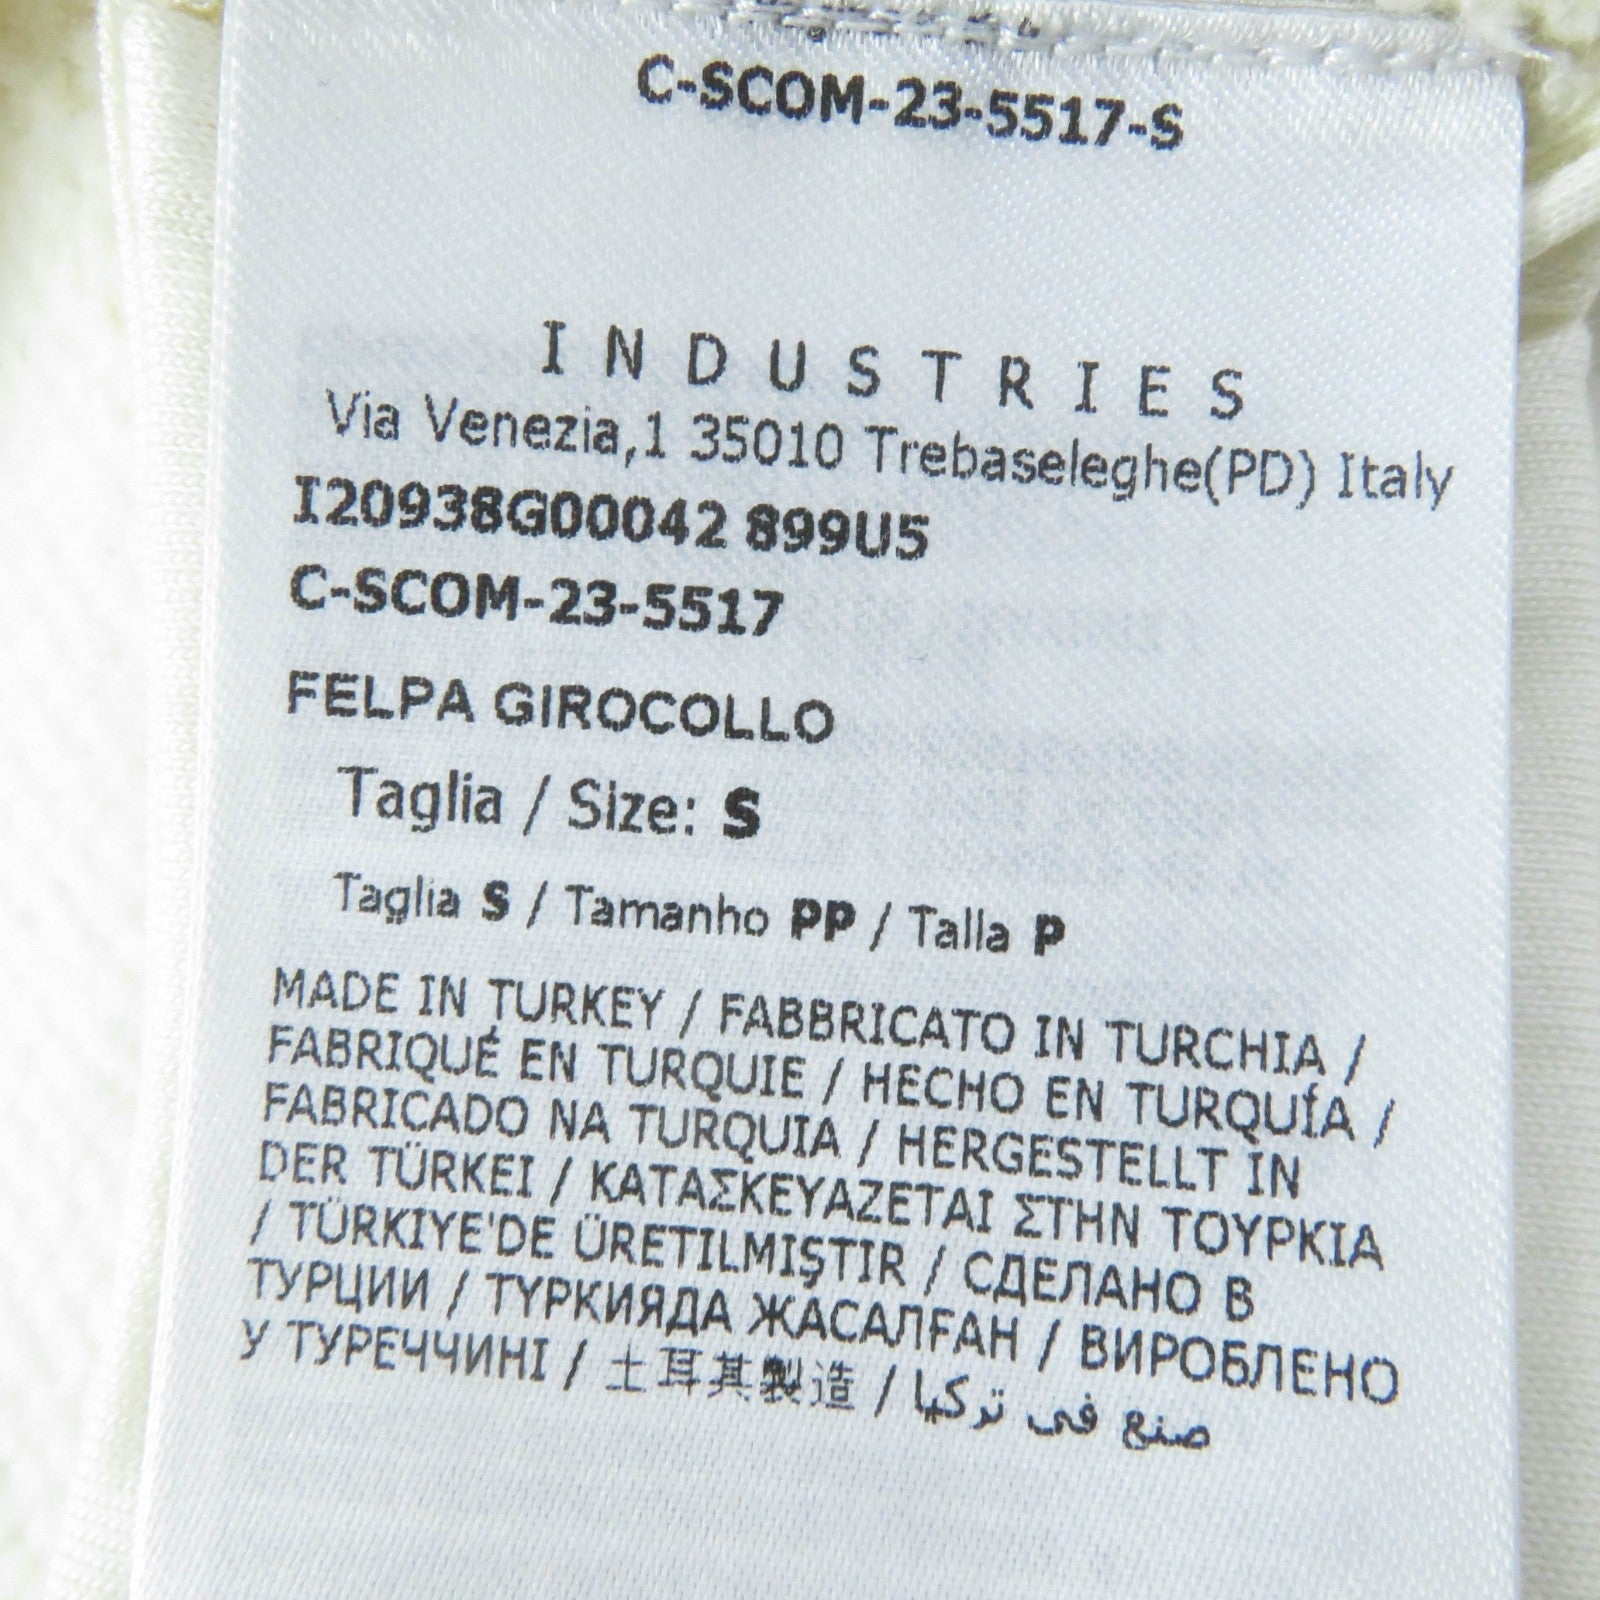 C-SCOM-23-5517-S
INDUSTRIES
Via Venezia,1 35010 Trebaseleghe(PD) Italy
I20938G00042 899U5
C-SCOM-23-5517
FELPA GIROCOLLO
Taglia / Size: S
Taglia S / Tamanho PP / Talla P
MADE IN TURKEY / FABBRICATO IN TURCHIA /
FABRIQUÉ EN TURQUIE / HECHO EN TURQUÍA /
FABRICADO NA TURQUIA / HERGESTELLT IN
DER TÜRKEI / ΚΑΤΑΣΚΕΥΑΖΕΤΑΙ ΣΤΗΝ ΤΟΥΡΚΙΑ
/ TÜRKIYE'DE ÜRETILMIŞTIR / СДЕЛАНО В
ТУРЦИИ / ТҮРКИЯДА ЖАСАЛҒАН / ВИРОБЛЕНО
У ТУРЕЧЧИНІ / 土耳其製造 / صنع في تركيا